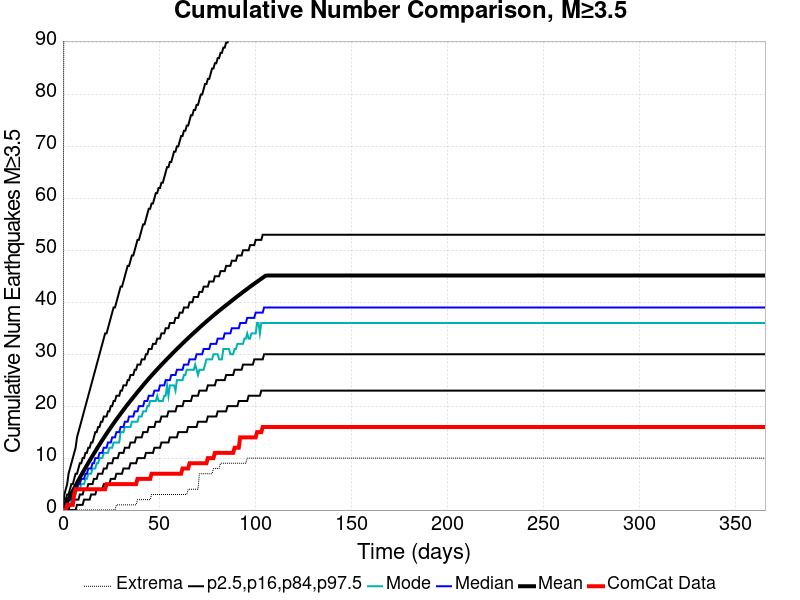 Cumulative Number Comparison, M≥3.5
Cumulative Num Earthquakes M≥3.5
90
80
70
60
50
40
30
20
10
0
0 50 100 150 200 250 300 350
Time (days)
Extrema p2.5,p16,p84,p97.5 Mode Median Mean ComCat Data